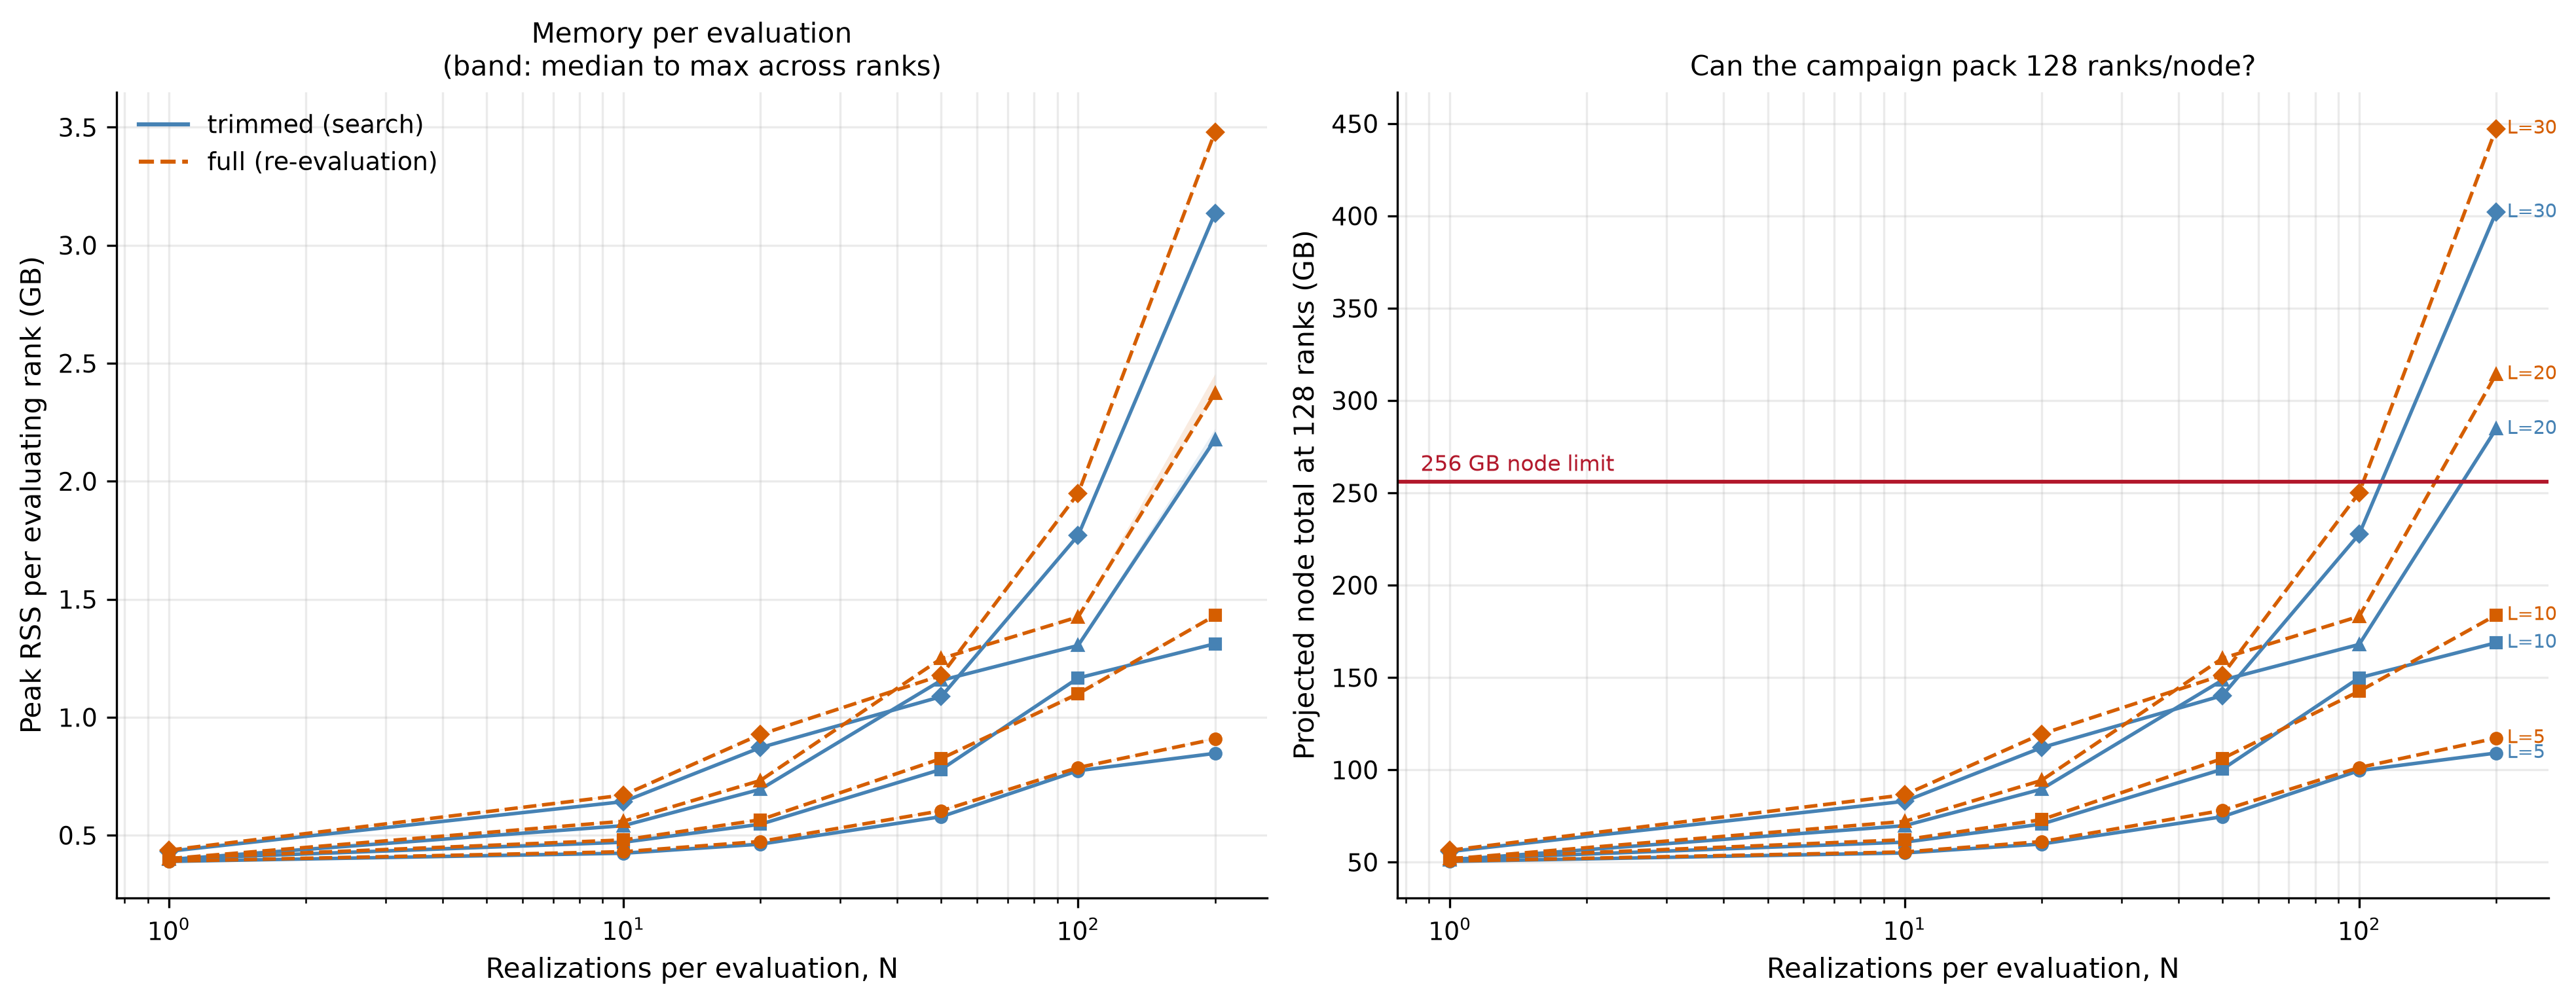 Memory per evaluation
(band: median to max across ranks)
Peak RSS per evaluating rank (GB)
3.5
3.0
2.5
2.0
1.5
1.0
0.5
trimmed (search)
full (re-evaluation)
10⁰
10¹
10²
Realizations per evaluation, N
Can the campaign pack 128 ranks/node?
Projected node total at 128 ranks (GB)
450
400
350
300
250
200
150
100
50
256 GB node limit
L=30
L=30
L=20
L=20
L=10
L=10
L=5
L=5
10⁰
10¹
10²
Realizations per evaluation, N